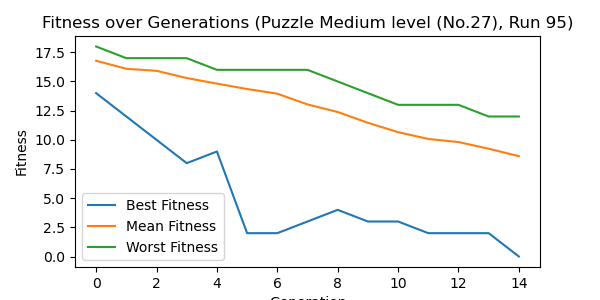 Fitness over Generations (Puzzle Medium level (No.27), Run 95)
Fitness
17.5
15.0
12.5
10.0
7.5
5.0
2.5
0.0
Best Fitness
Mean Fitness
Worst Fitness
0 2 4 6 8 10 12 14
Generation